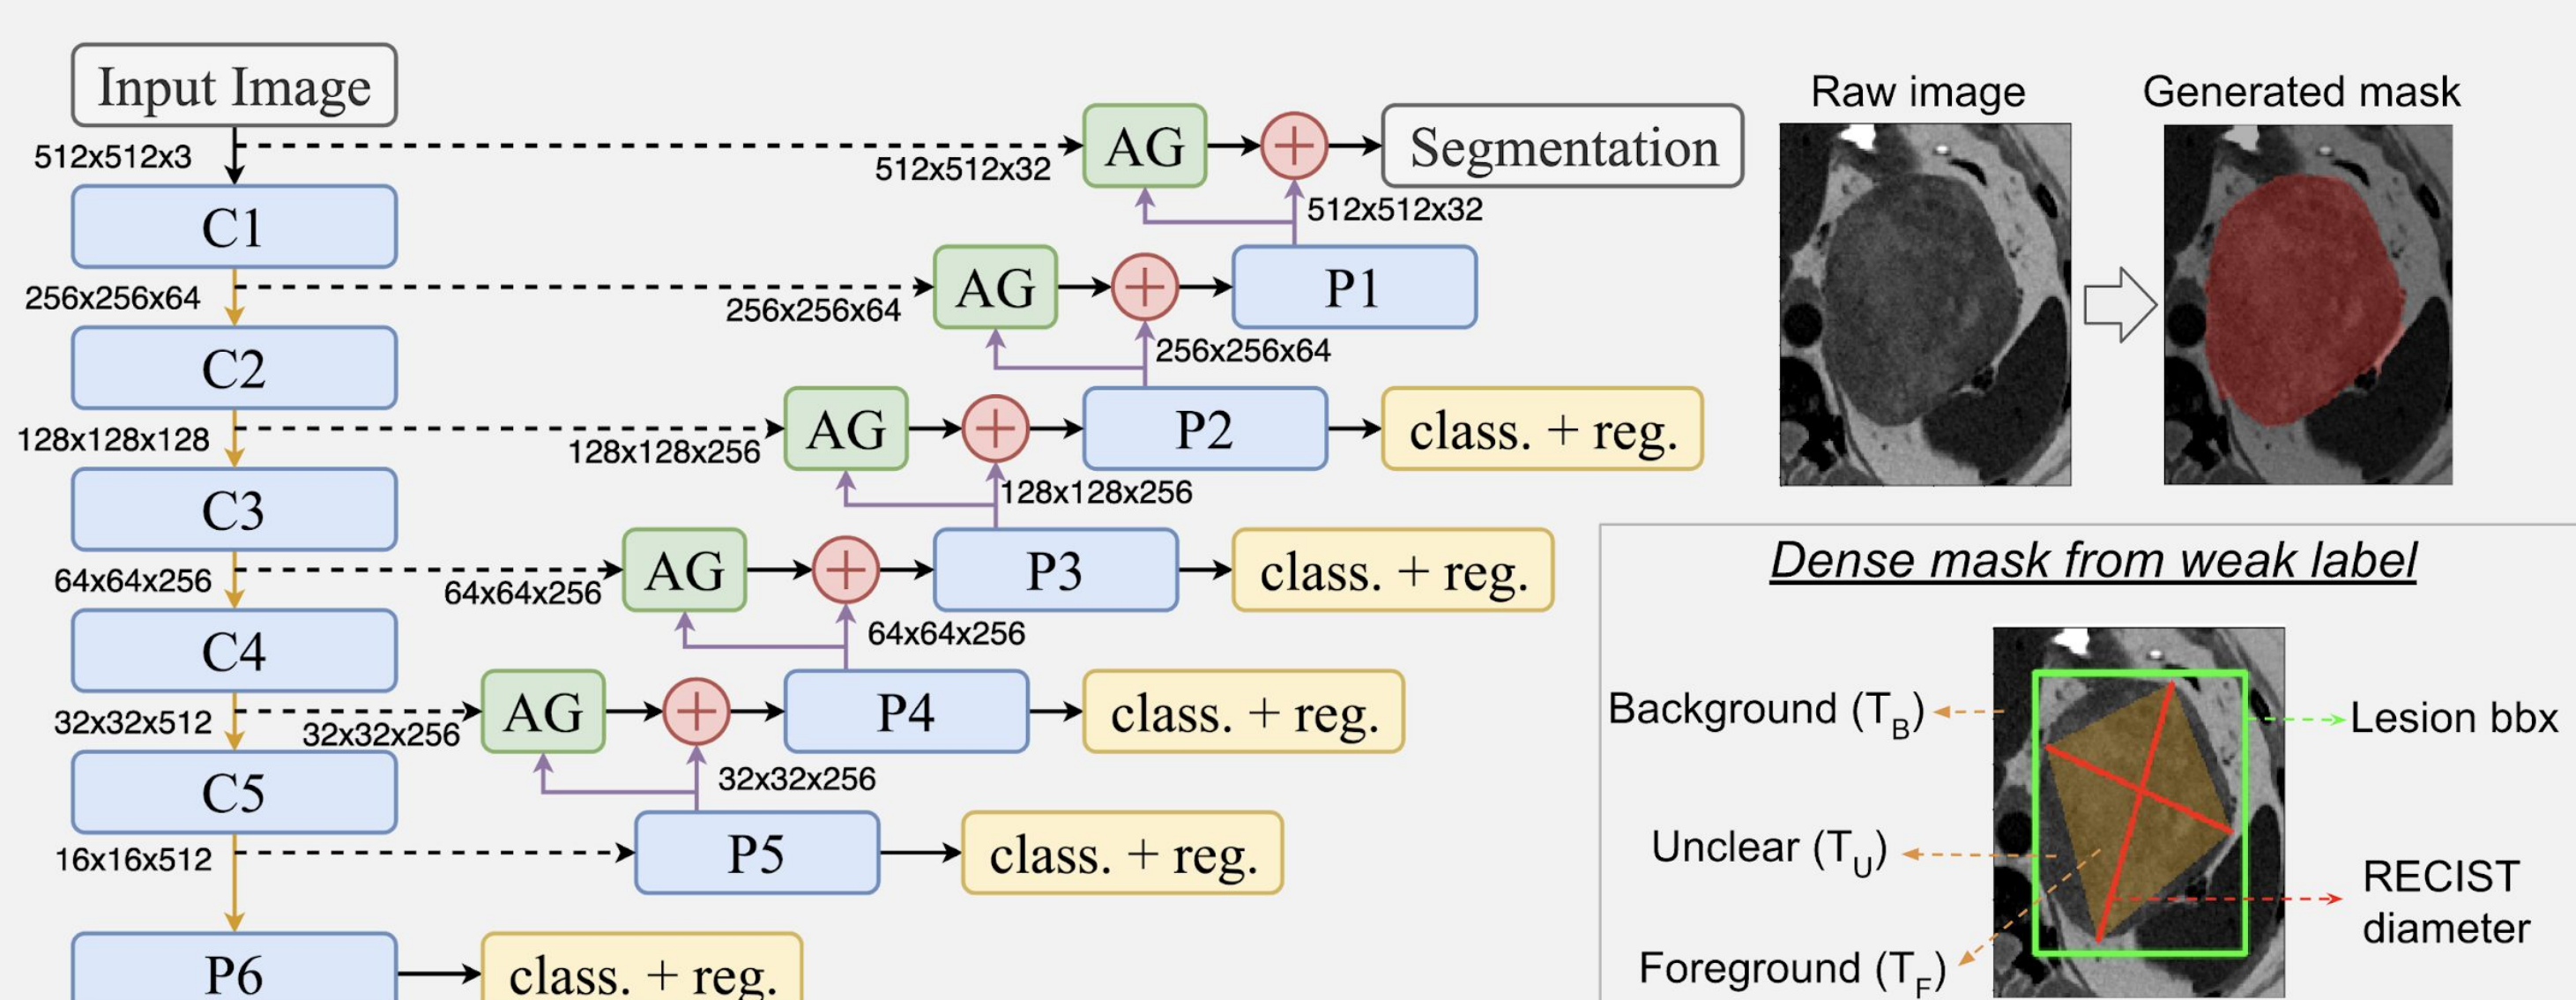 Input Image
512x512x3
C1
256x256x64
C2
128x128x128
C3
64x64x256
C4
32x32x512
C5
16x16x512
P6
class. + reg.
512x512x32
AG
+
Segmentation
512x512x32
256x256x64
AG
+
P1
256x256x64
128x128x256
AG
+
P2
class. + reg.
128x128x256
64x64x256
AG
+
P3
class. + reg.
64x64x256
32x32x256
AG
+
P4
class. + reg.
32x32x256
P5
class. + reg.
Raw image
Generated mask
Dense mask from weak label
Background (T_B)
Lesion bbx
Unclear (T_U)
RECIST
diameter
Foreground (T_F)